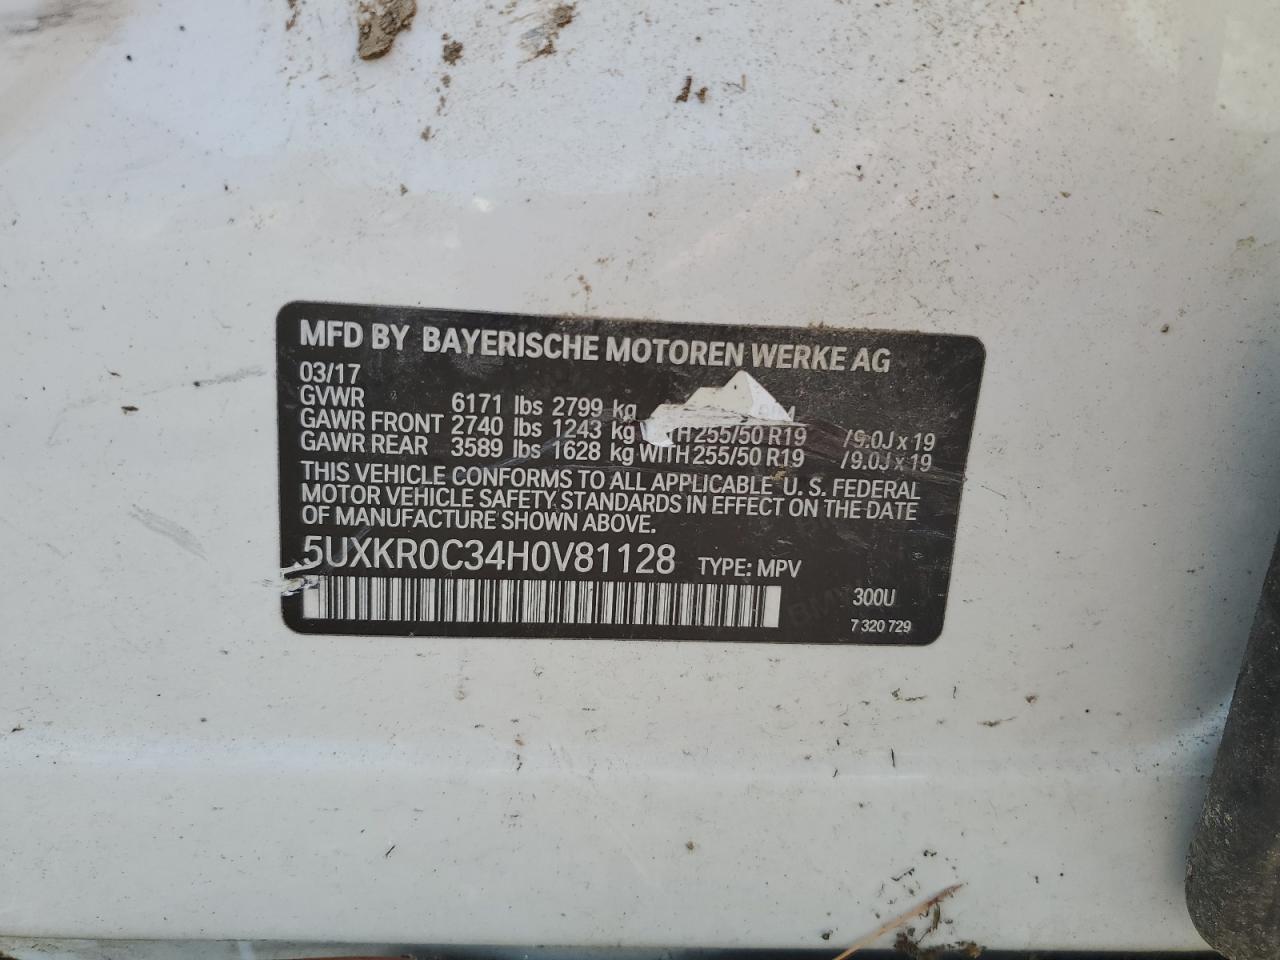 MFD BY BAYERISCHE MOTOREN WERKE AG
03/17
GVWR 6171 lbs 2799 kg
GAWR FRONT 2740 lbs 1243 kg WITH 255/50 R19 /9.0J x 19
GAWR REAR 3589 lbs 1628 kg WITH 255/50 R19 /9.0J x 19
THIS VEHICLE CONFORMS TO ALL APPLICABLE U. S. FEDERAL
MOTOR VEHICLE SAFETY STANDARDS IN EFFECT ON THE DATE
OF MANUFACTURE SHOWN ABOVE.
5UXKR0C34H0V81128 TYPE: MPV
300U
7 320 729